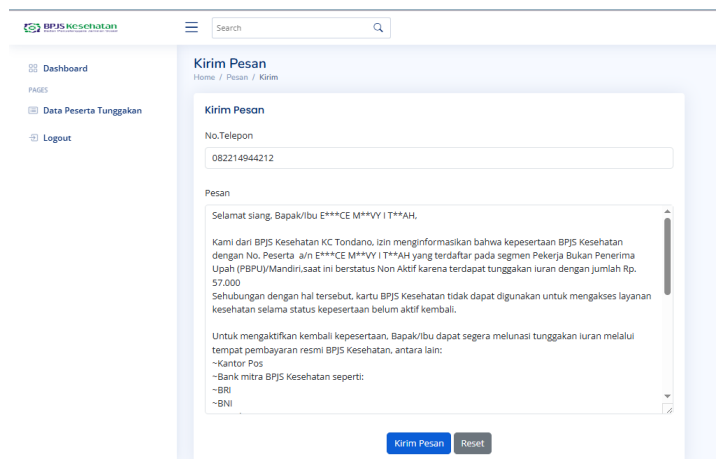 BPJS Kesehatan
Search
Dashboard
PAGES
Data Peserta Tunggakan
Logout
Kirim Pesan
Home / Pesan / Kirim
Kirim Pesan
No.Telepon
082214944212
Pesan
Selamat siang, Bapak/Ibu E***CE M**VY I T**AH,
Kami dari BPJS Kesehatan KC Tondano, izin menginformasikan bahwa kepesertaan BPJS Kesehatan
dengan No. Peserta a/n E***CE M**VY I T**AH yang terdaftar pada segmen Pekerja Bukan Penerima
Upah (PBPU)/Mandiri,saat ini berstatus Non Aktif karena terdapat tunggakan iuran dengan jumlah Rp.
57.000
Sehubungan dengan hal tersebut, kartu BPJS Kesehatan tidak dapat digunakan untuk mengakses layanan
kesehatan selama status kepesertaan belum aktif kembali.
Untuk mengaktifkan kembali kepesertaan, Bapak/Ibu dapat segera melunasi tunggakan iuran melalui
tempat pembayaran resmi BPJS Kesehatan, antara lain:
~Kantor Pos
~Bank mitra BPJS Kesehatan seperti:
~BRI
~BNI
Kirim Pesan
Reset